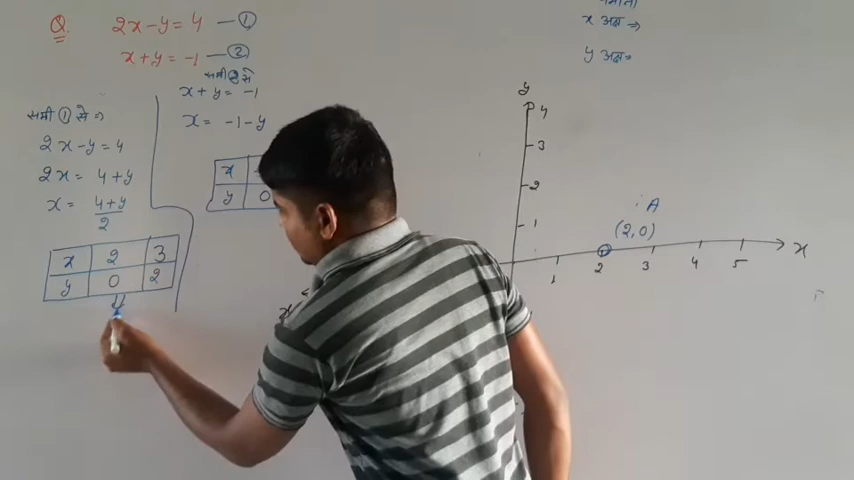 Q 2x-y=4 —①
x+y=-1 —②
समी ① से ⇒
2x-y=4
2x= 4+y
x= 4+y
2
x 2 3
y 0 2
⇓
समी ② से
x+y= -1
x= -1-y
x
y 0
x अक्ष ⇒
y अक्ष ⇒
y
4
3
2
1
A
(2,0)
1 2 3 4 5
x